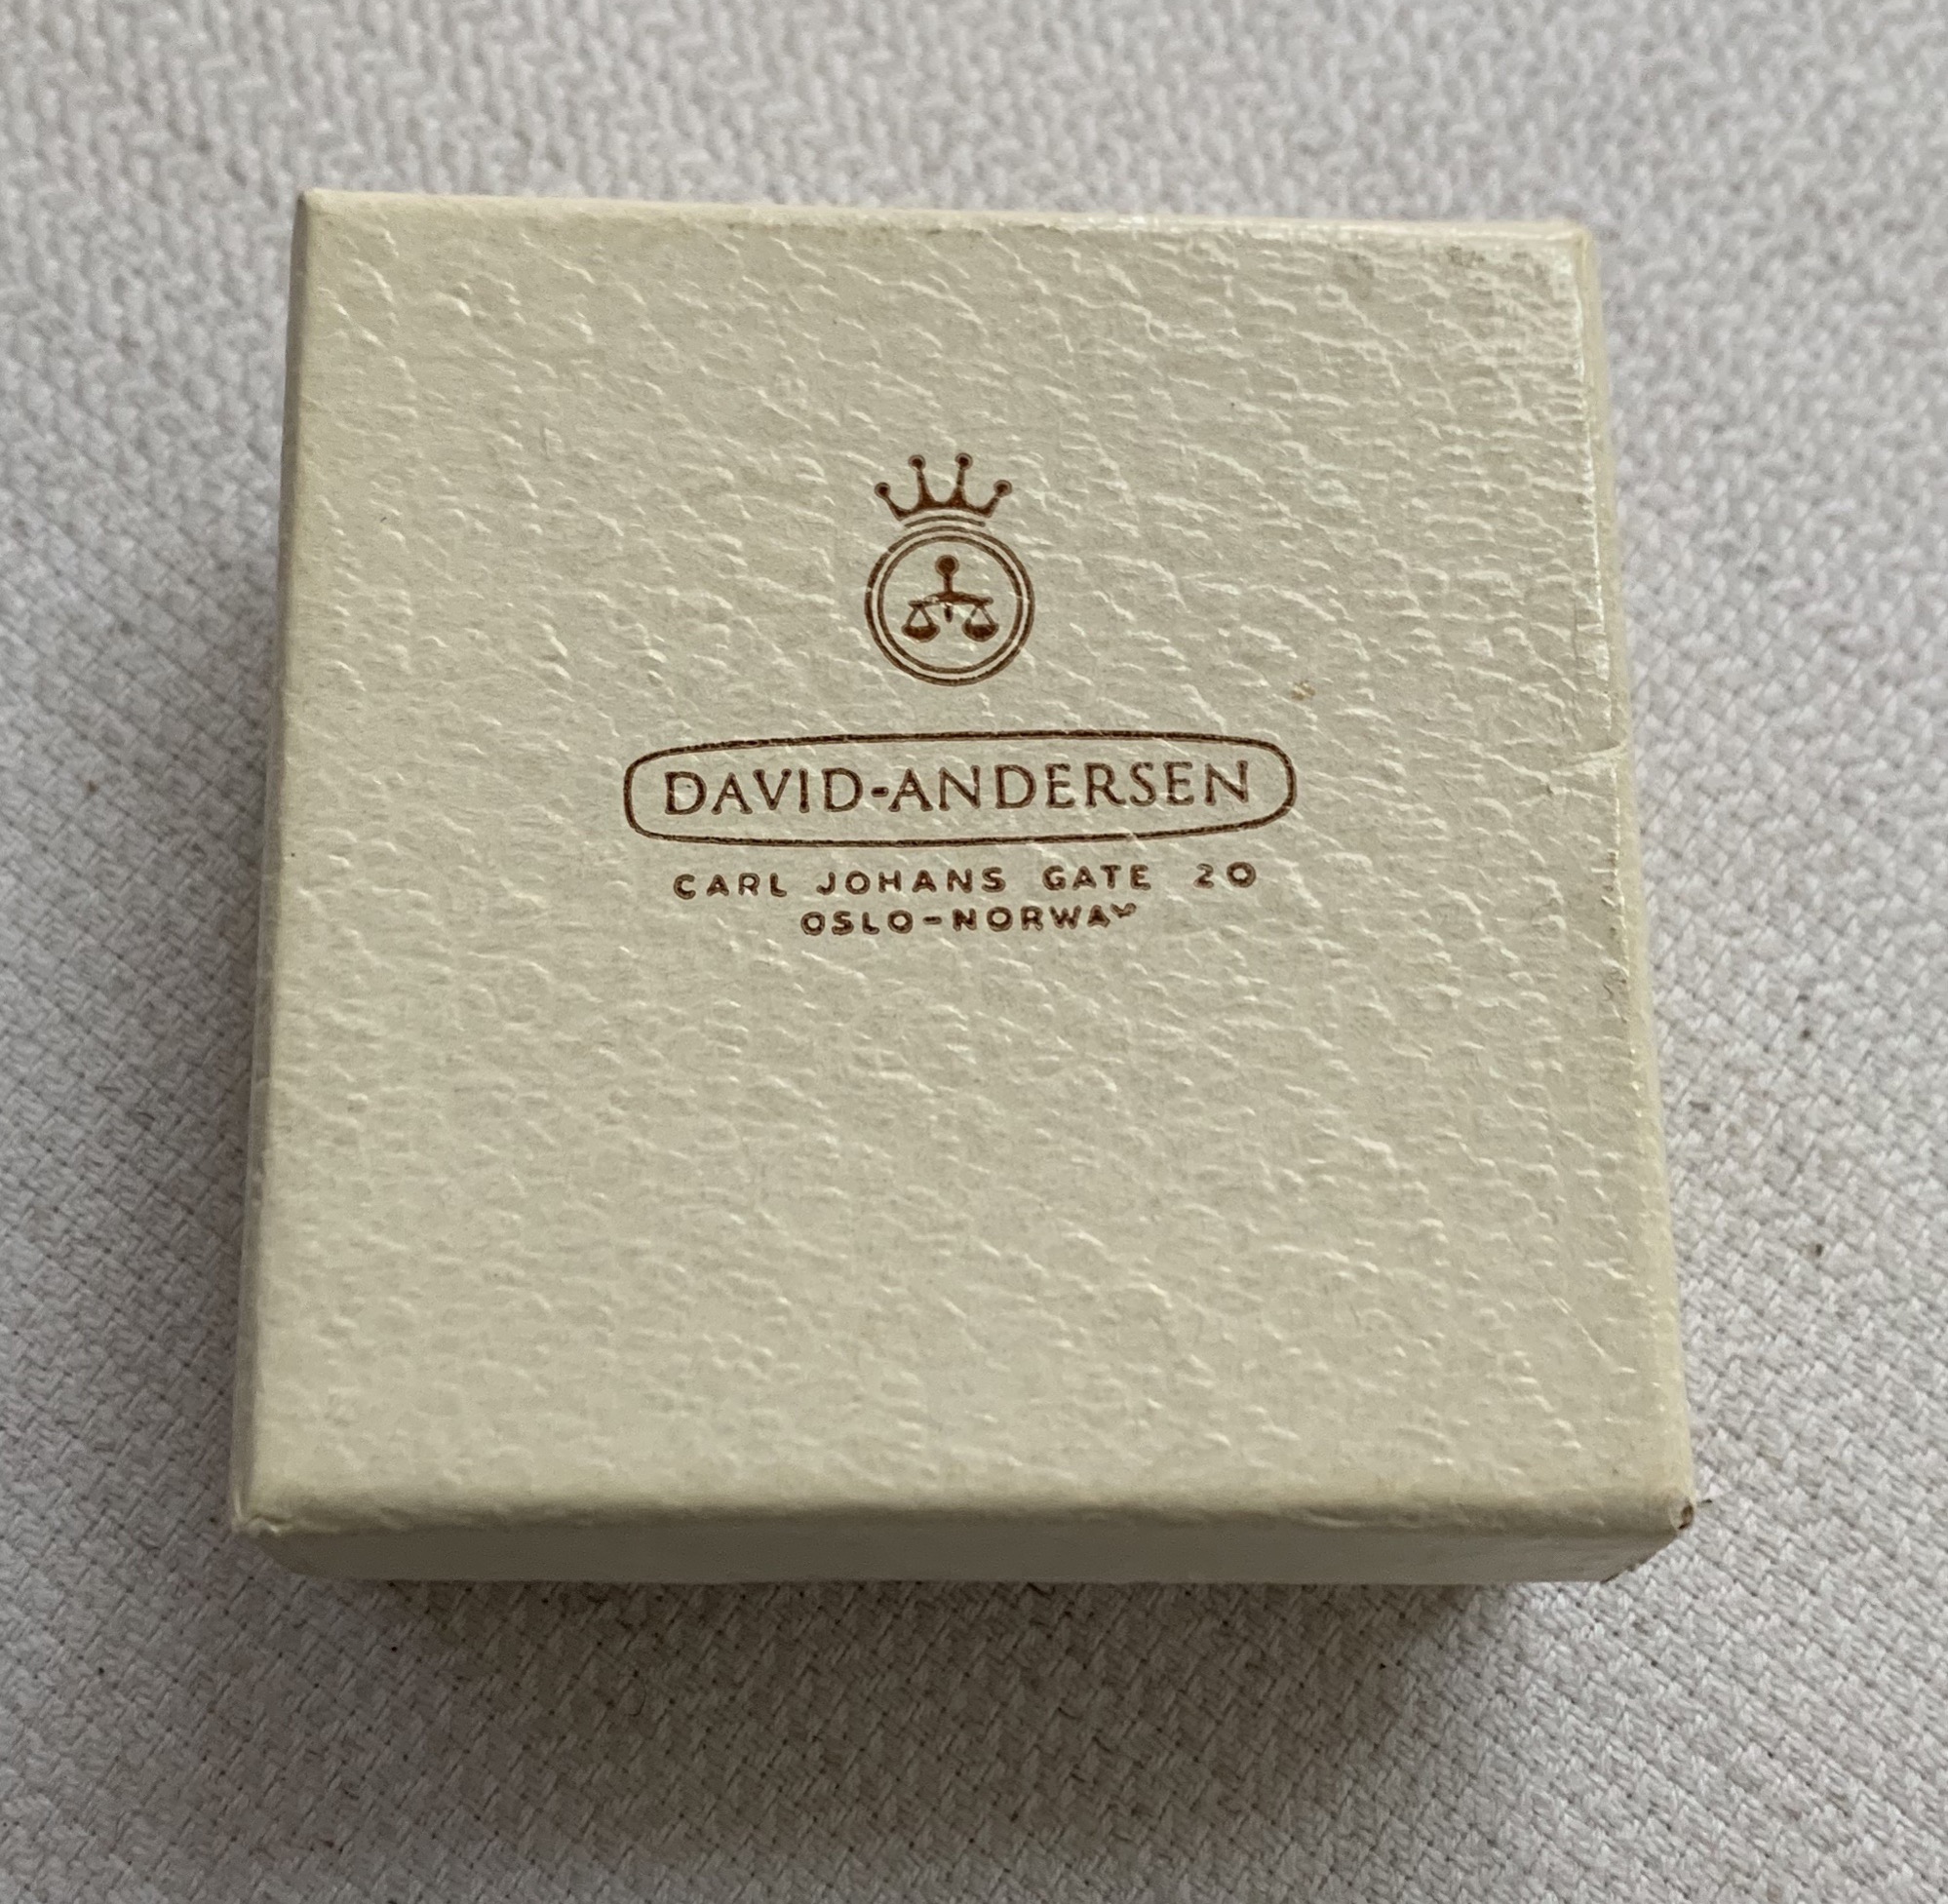 DAVID-ANDERSEN
CARL JOHANS GATE 20
OSLO-NORWAY